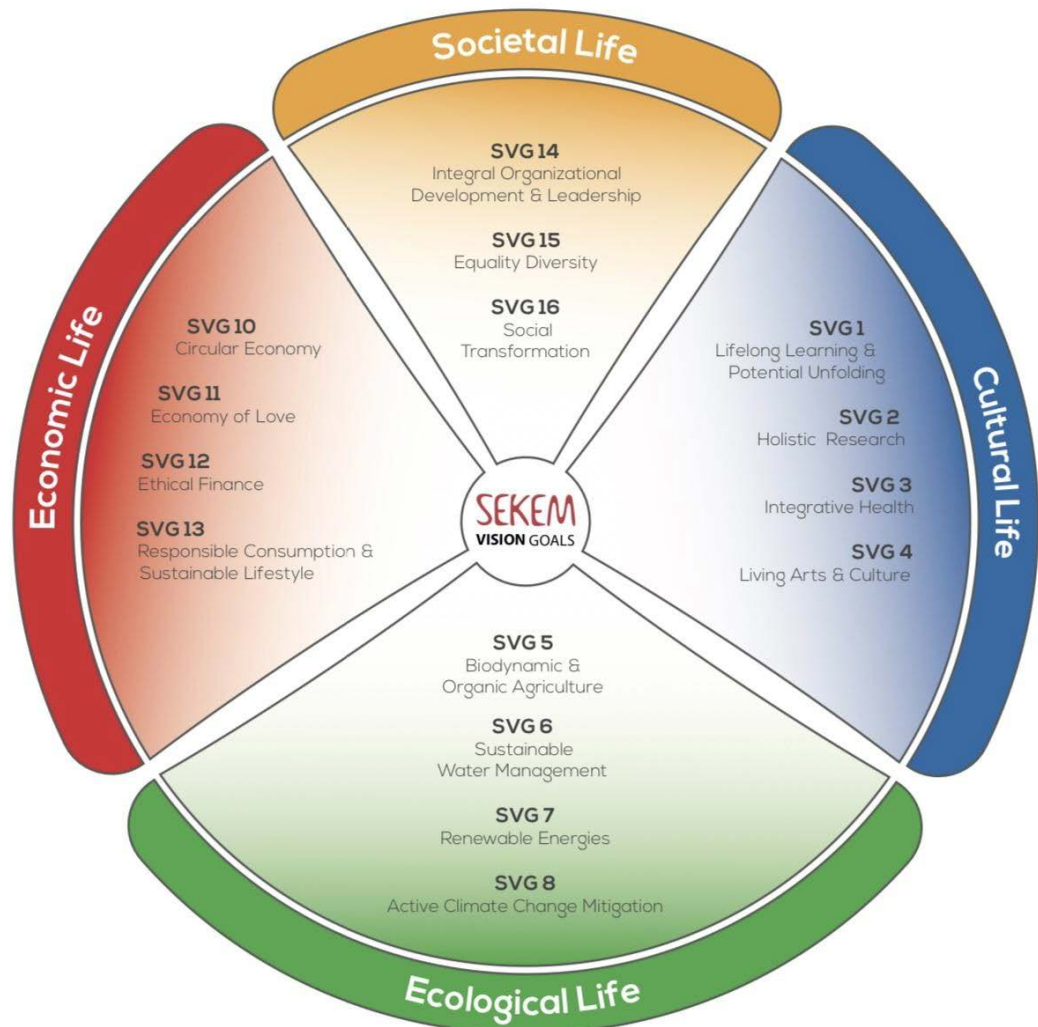 Societal Life
SVG 14
Integral Organizational
Development & Leadership
SVG 15
Equality Diversity
SVG 16
Social
Transformation
Cultural Life
SVG 1
Lifelong Learning &
Potential Unfolding
SVG 2
Holistic Research
SVG 3
Integrative Health
SVG 4
Living Arts & Culture
Ecological Life
SVG 5
Biodynamic &
Organic Agriculture
SVG 6
Sustainable
Water Management
SVG 7
Renewable Energies
SVG 8
Active Climate Change Mitigation
Economic Life
SVG 10
Circular Economy
SVG 11
Economy of Love
SVG 12
Ethical Finance
SVG 13
Responsible Consumption &
Sustainable Lifestyle
SEKEM
VISION GOALS